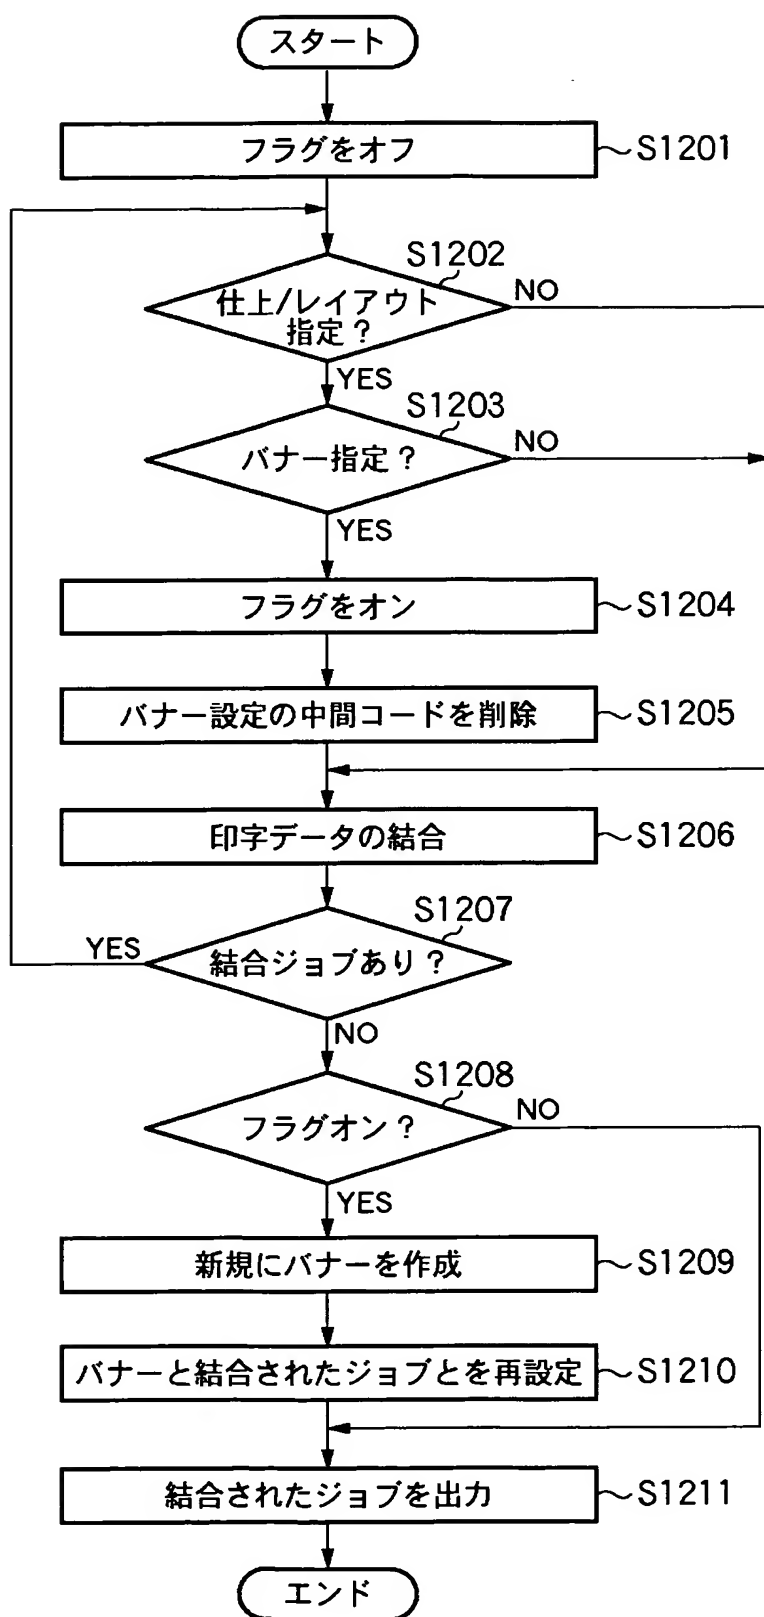 スタート
フラグをオフ
S1201
S1202
仕上/レイアウト
指定？
NO
YES
S1203
バナー指定？
NO
YES
フラグをオン
S1204
バナー設定の中間コードを削除
S1205
印字データの結合
S1206
S1207
結合ジョブあり？
YES
NO
S1208
フラグオン？
NO
YES
新規にバナーを作成
S1209
バナーと結合されたジョブとを再設定
S1210
結合されたジョブを出力
S1211
エンド